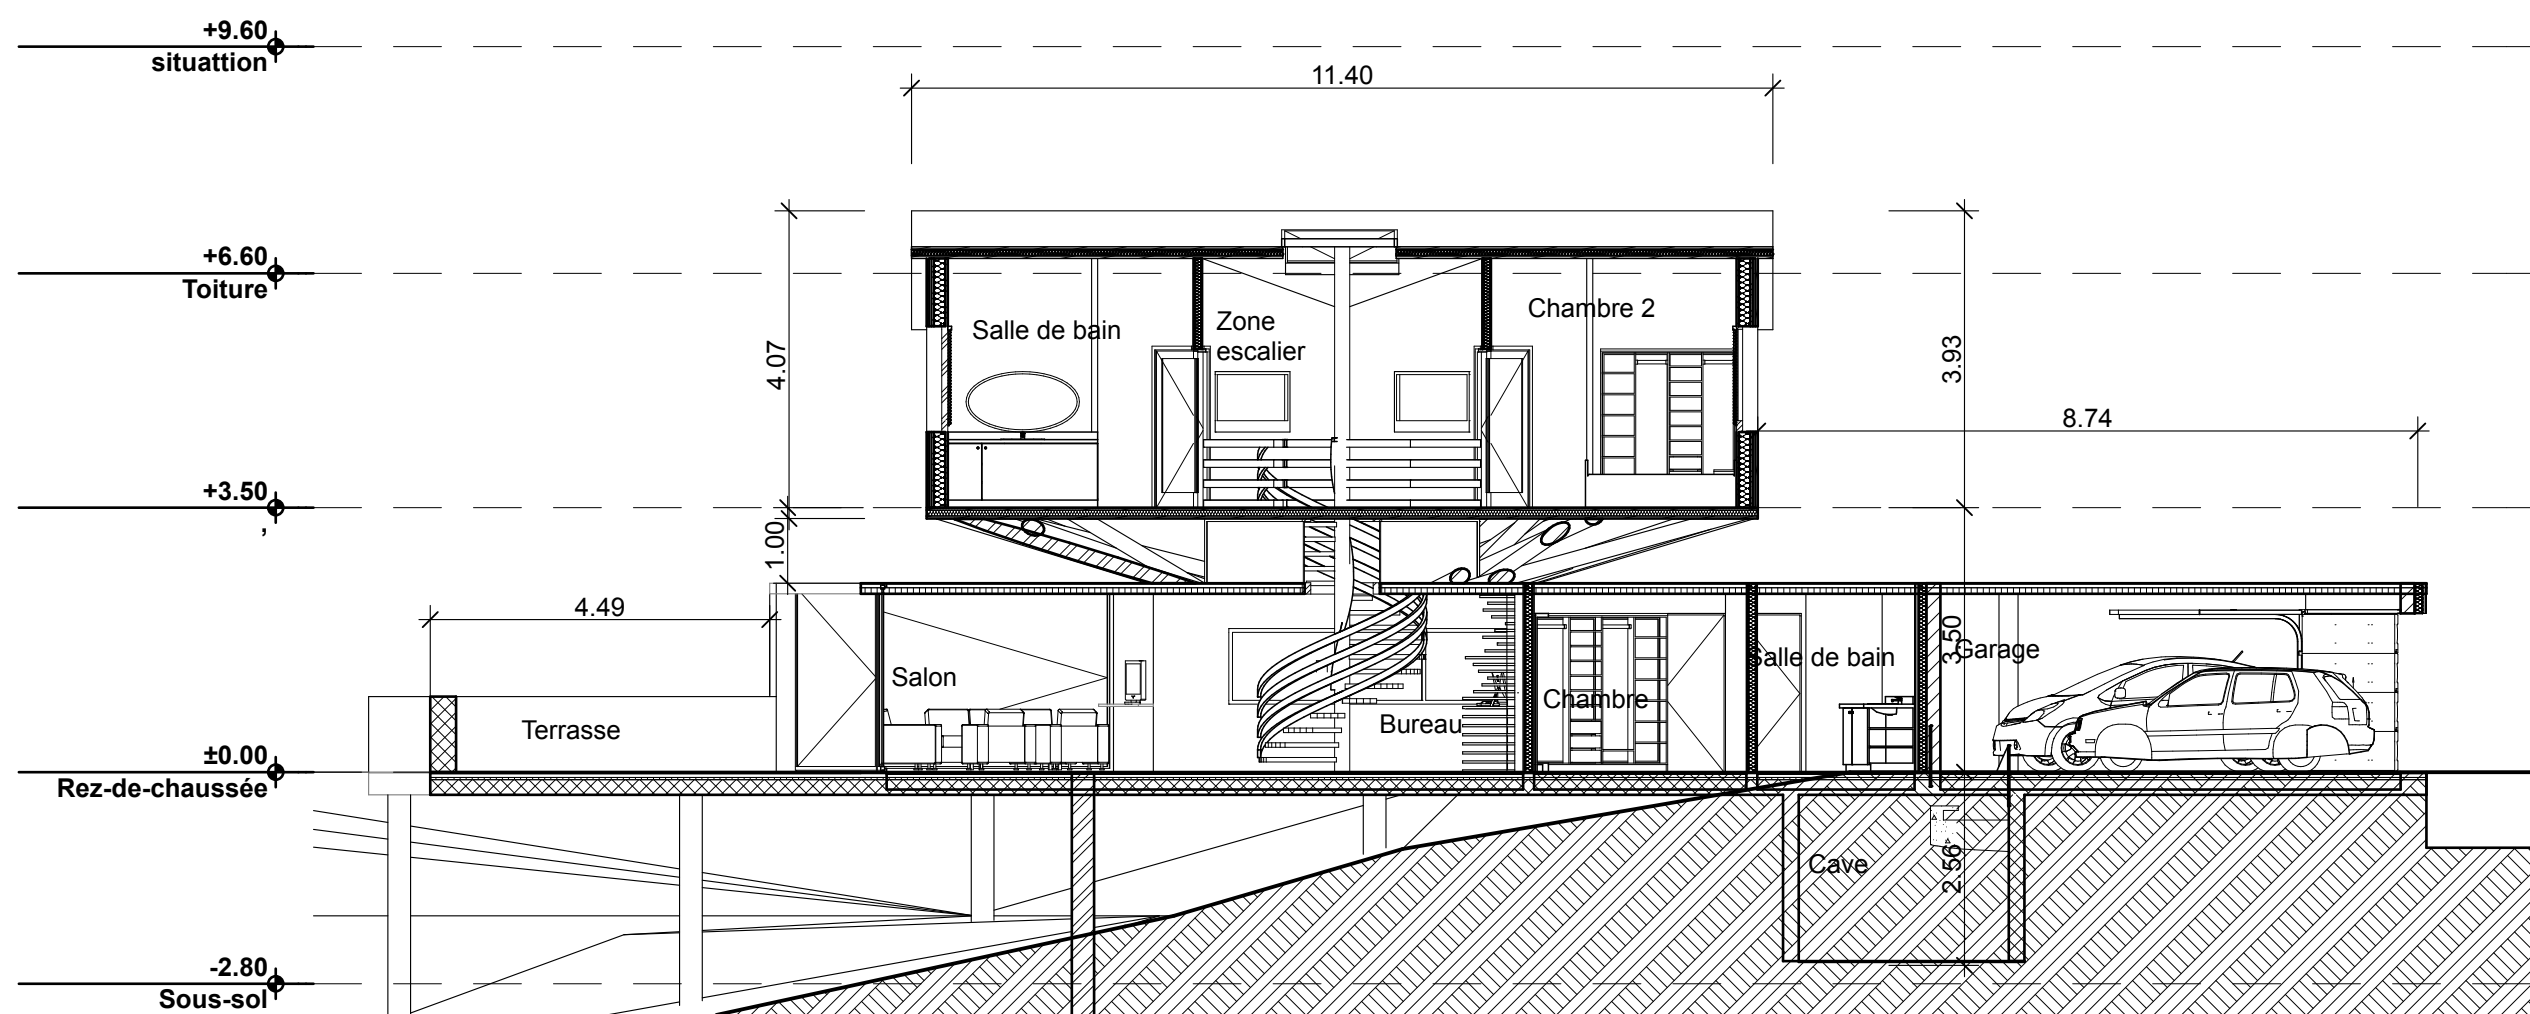 +9.60
situattion
11.40
+6.60
Toiture
Chambre 2
Zone
escalier
Salle de bain
4.07
3.93
8.74
+3.50
,
1.00
4.49
3.50
Garage
Salle de bain
Salon
Chambre
Bureau
Terrasse
±0.00
Rez-de-chaussée
Cave
2.56
-2.80
Sous-sol